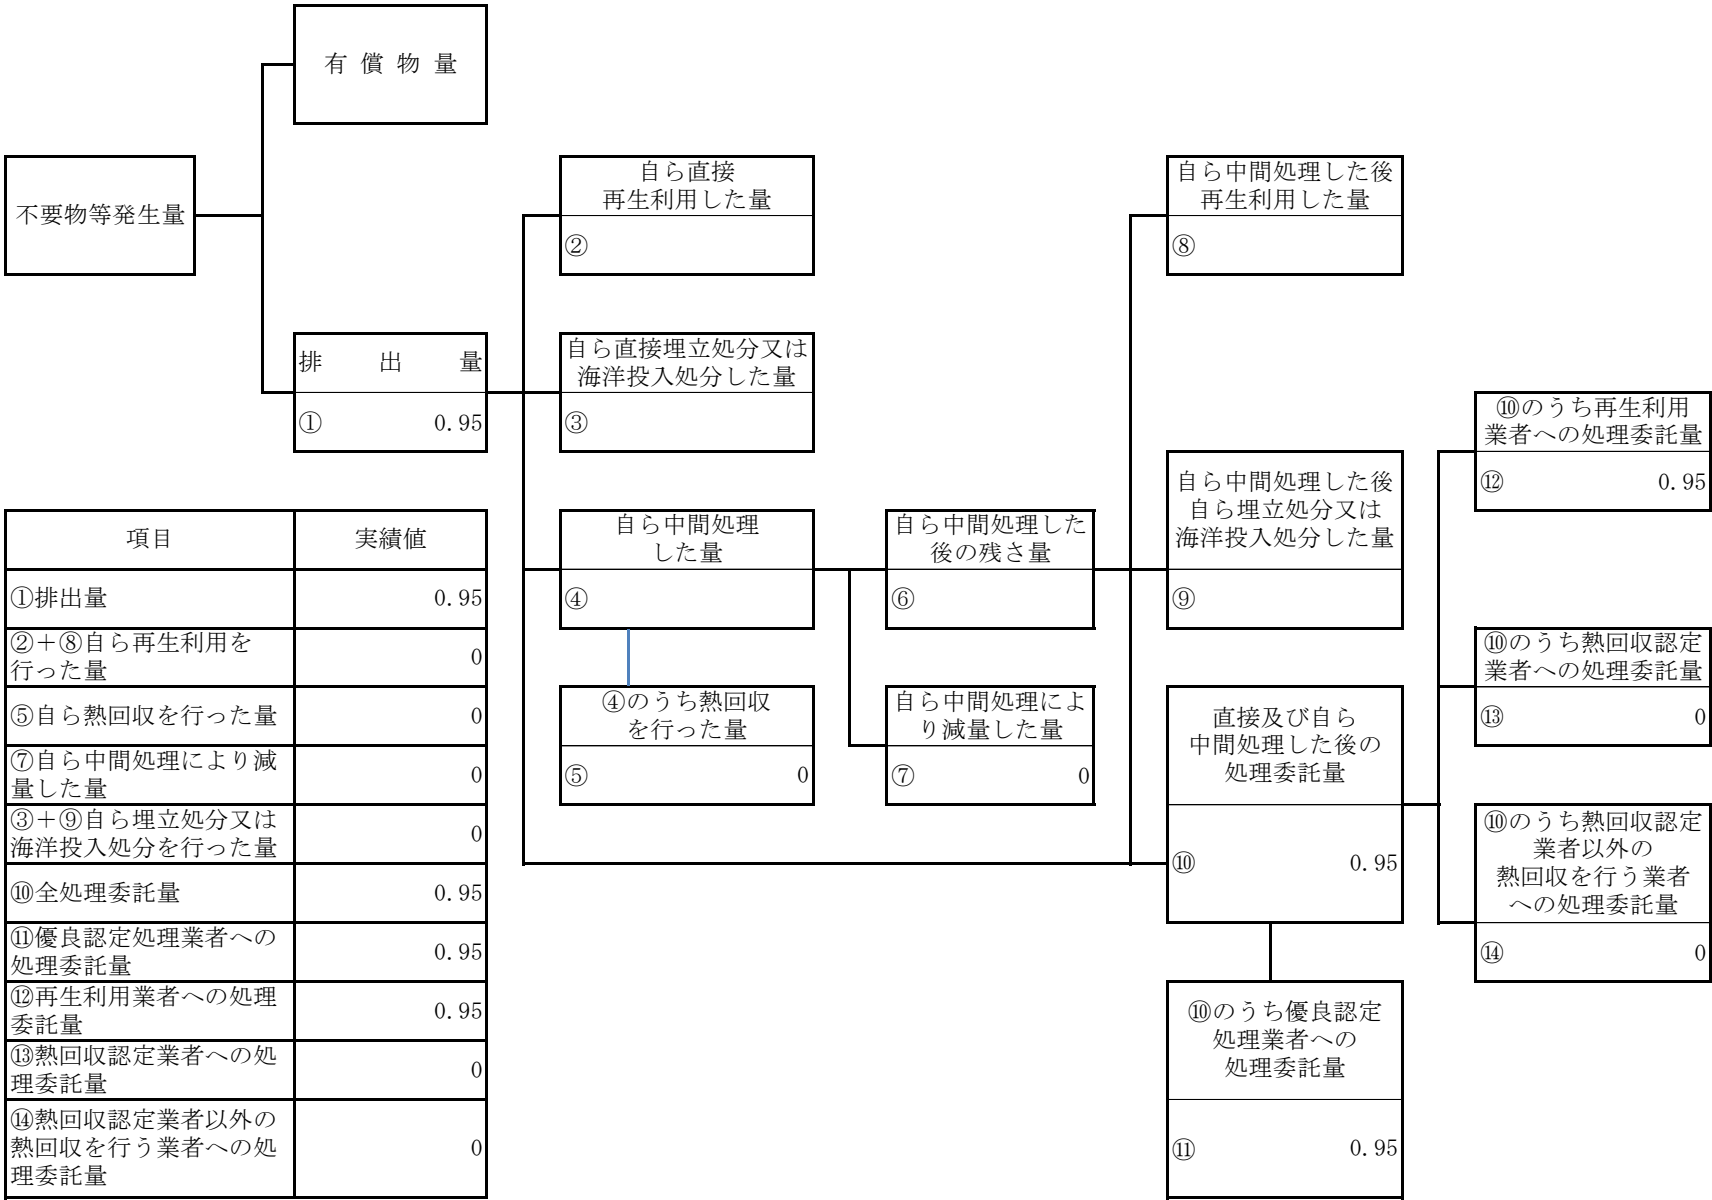 有償物量
不要物等発生量
排出量
① 0.95
自ら直接
再生利用した量
②
自ら直接埋立処分又は
海洋投入処分した量
③
自ら中間処理
した量
④
④のうち熱回収
を行った量
⑤ 0
自ら中間処理した
後の残さ量
⑥
自ら中間処理によ
り減量した量
⑦ 0
自ら中間処理した後
再生利用した量
⑧
自ら中間処理した後
自ら埋立処分又は
海洋投入処分した量
⑨
直接及び自ら
中間処理した後の
処理委託量
⑩ 0.95
⑩のうち優良認定
処理業者への
処理委託量
⑪ 0.95
⑩のうち再生利用
業者への処理委託量
⑫ 0.95
⑩のうち熱回収認定
業者への処理委託量
⑬ 0
⑩のうち熱回収認定
業者以外の
熱回収を行う業者
への処理委託量
⑭ 0
項目 実績値
①排出量 0.95
②＋⑧自ら再生利用を
行った量 0
⑤自ら熱回収を行った量 0
⑦自ら中間処理により減
量した量 0
③＋⑨自ら埋立処分又は
海洋投入処分を行った量 0
⑩全処理委託量 0.95
⑪優良認定処理業者への
処理委託量 0.95
⑫再生利用業者への処理
委託量 0.95
⑬熱回収認定業者への処
理委託量 0
⑭熱回収認定業者以外の
熱回収を行う業者への処
理委託量 0